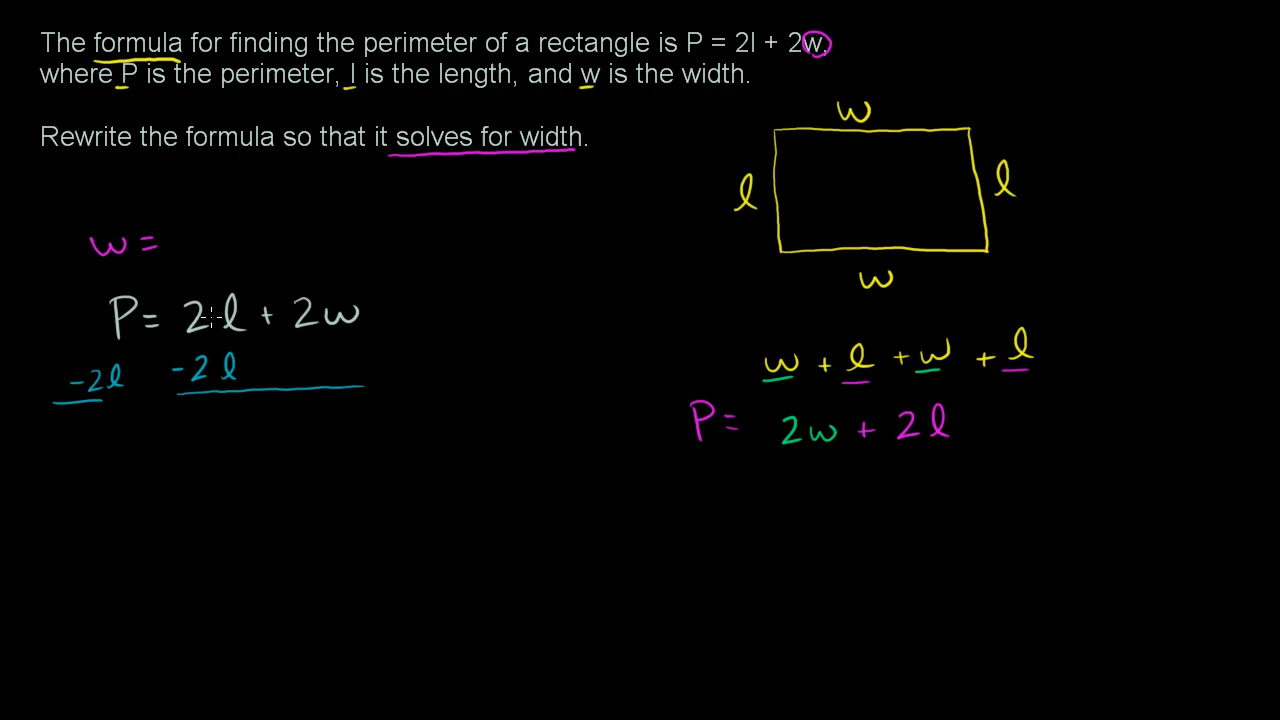 The formula for finding the perimeter of a rectangle is P = 2l + 2w,
where P is the perimeter, l is the length, and w is the width.
Rewrite the formula so that it solves for width.
w
l
l
w
w =
P = 2l + 2w
-2l -2l
w + l + w + l
P = 2w + 2l